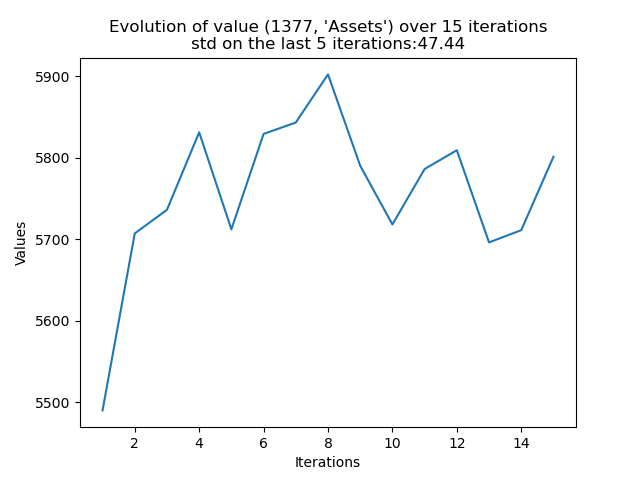 Evolution of value (1377, 'Assets') over 15 iterations
std on the last 5 iterations:47.44
5900
5800
5700
5600
5500
Values
2 4 6 8 10 12 14
Iterations